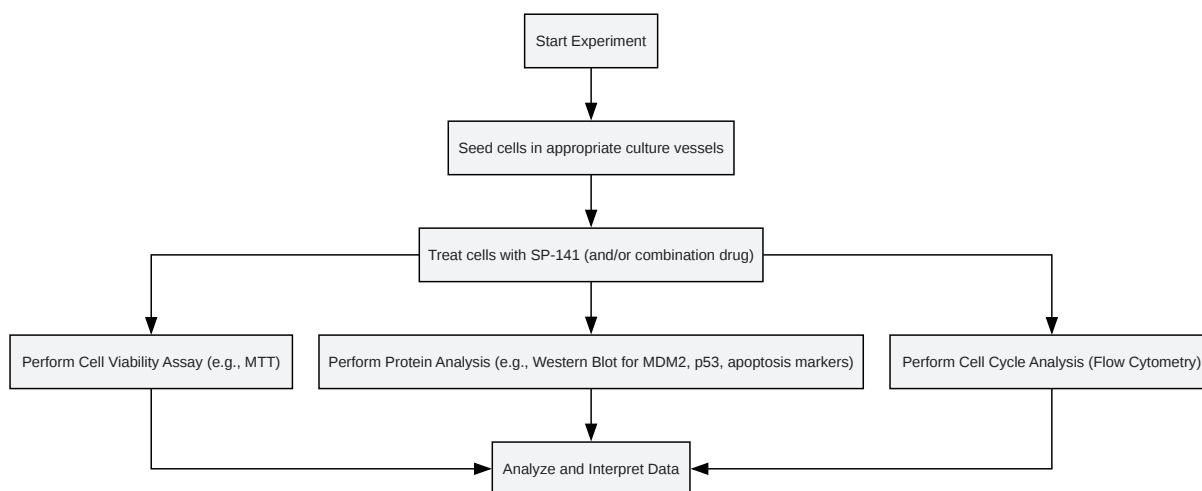 Start Experiment
Seed cells in appropriate culture vessels
Treat cells with SP-141 (and/or combination drug)
Perform Cell Viability Assay (e.g., MTT)
Perform Protein Analysis (e.g., Western Blot for MDM2, p53, apoptosis markers)
Perform Cell Cycle Analysis (Flow Cytometry)
Analyze and Interpret Data